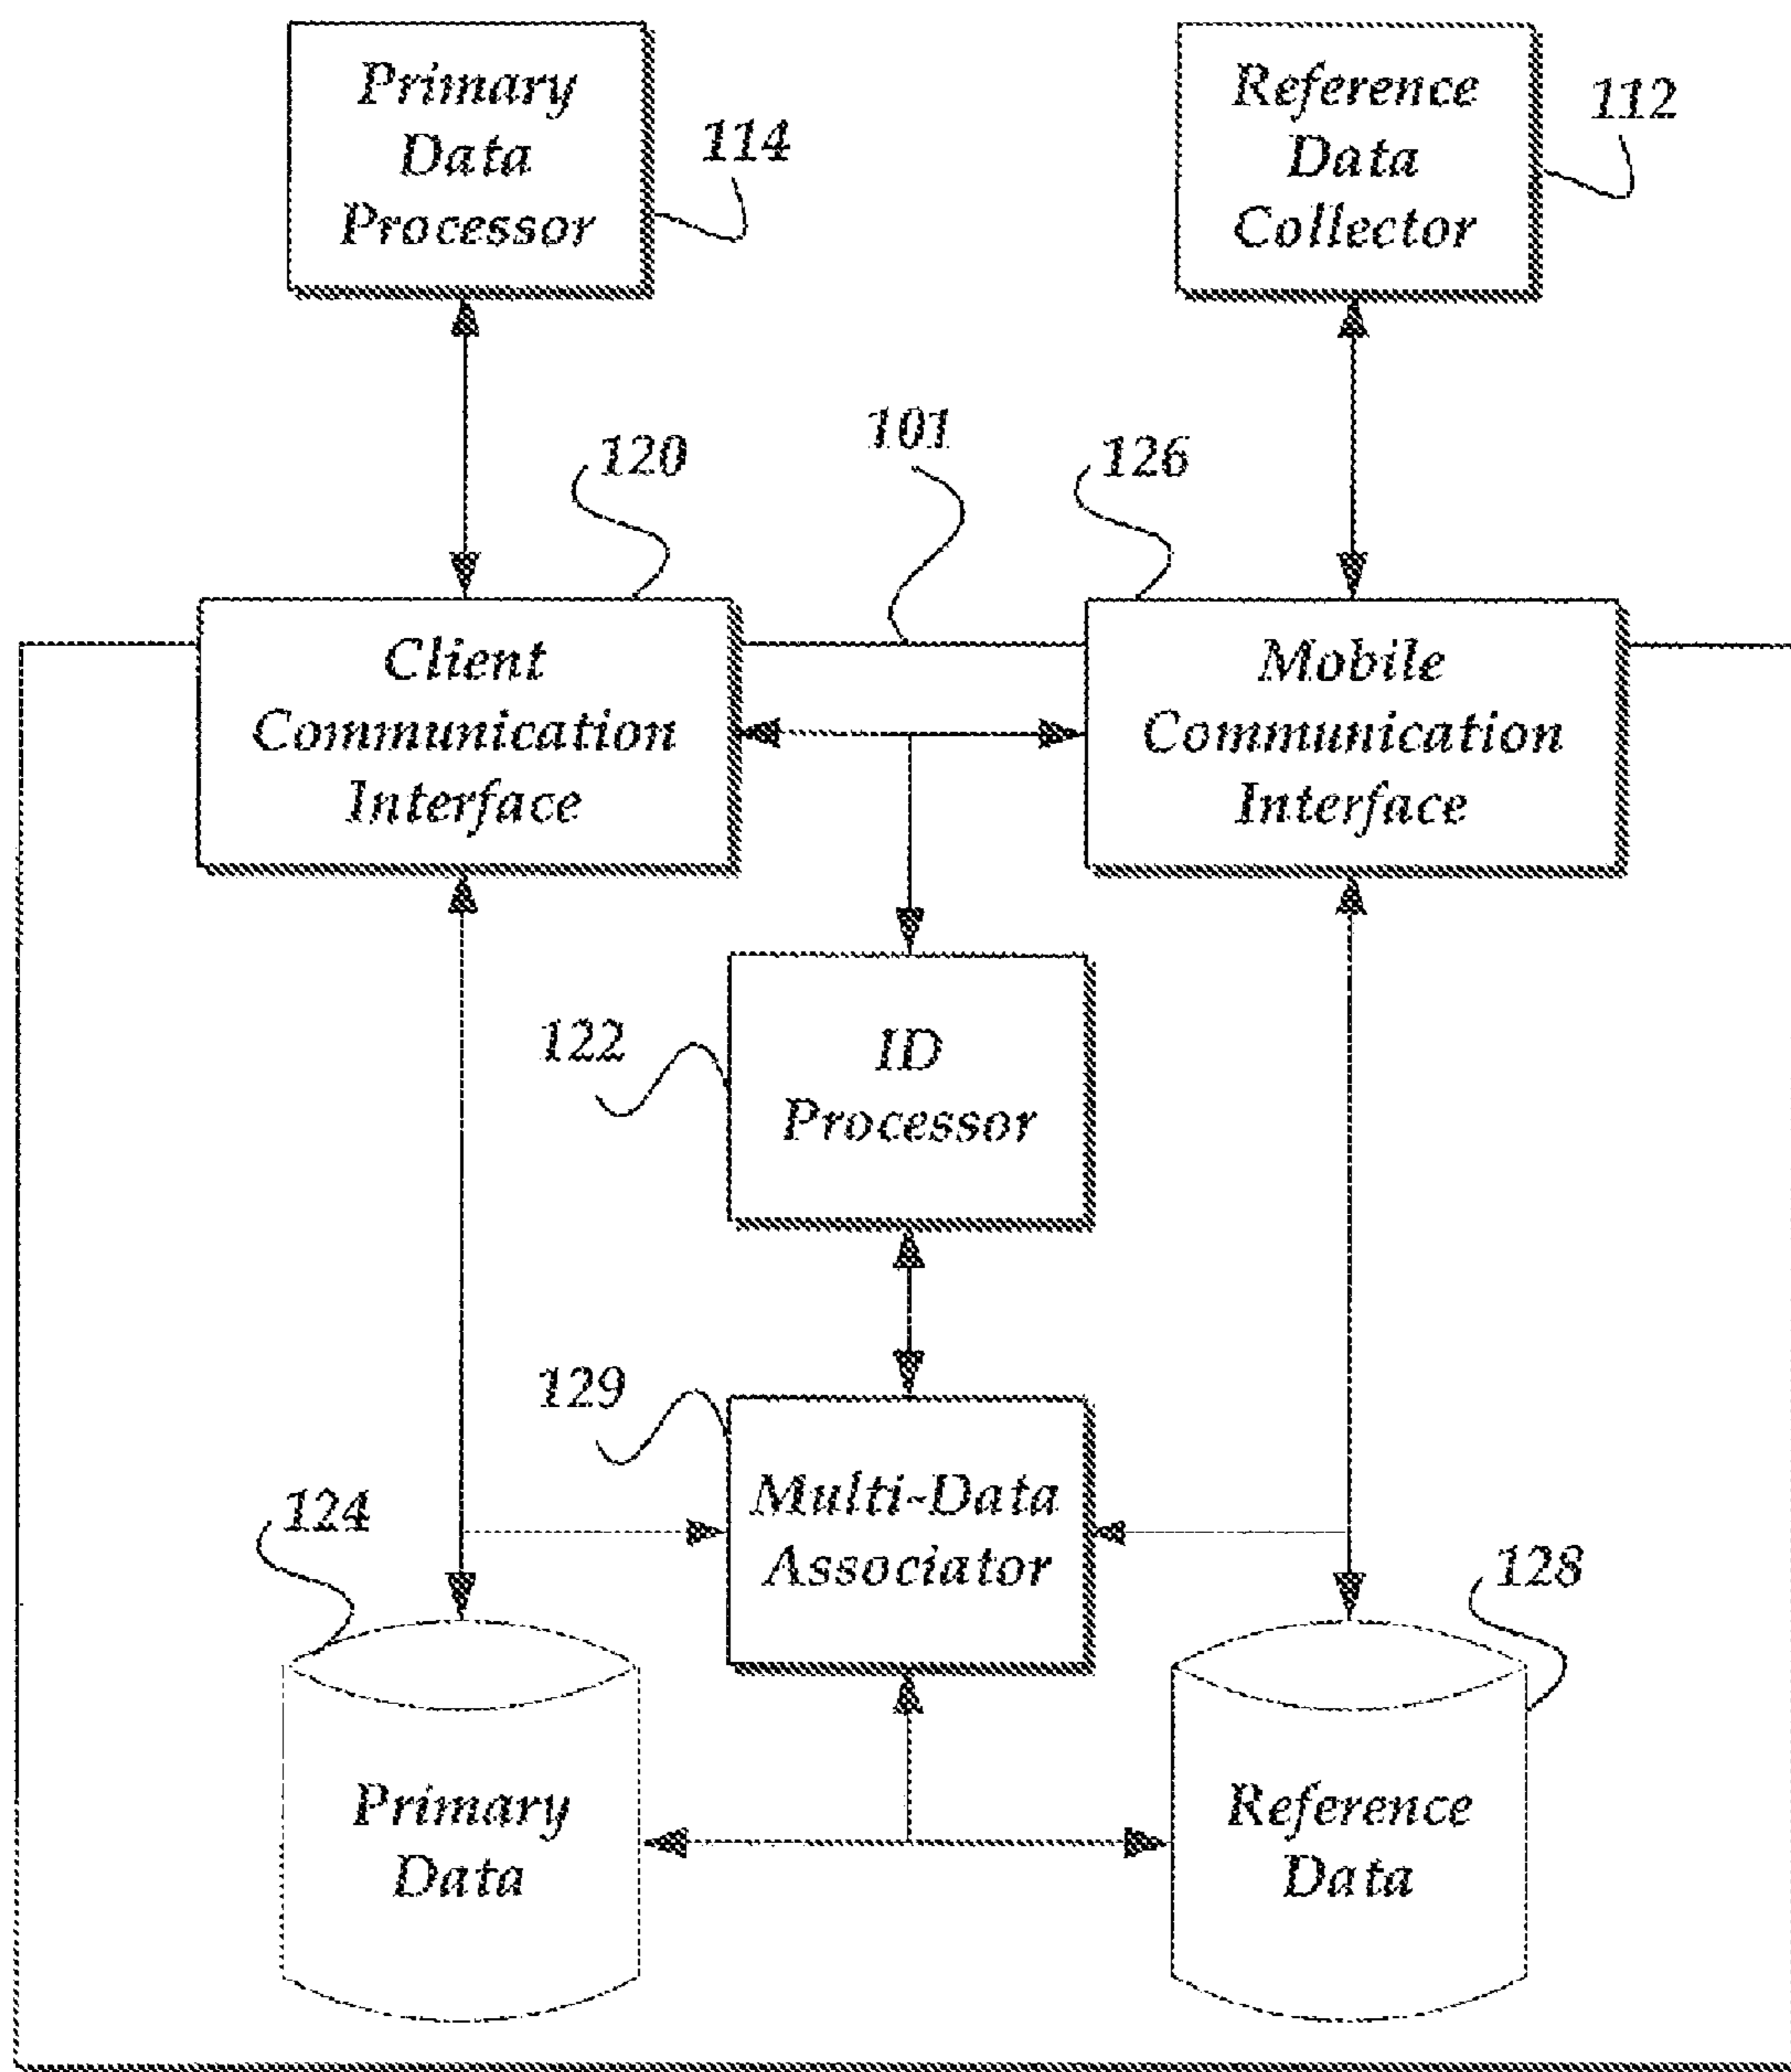 Primary
Data
Processor
114
Reference
Data
Collector
112
120
101
126
Client
Communication
Interface
Mobile
Communication
Interface
122
ID
Processor
129
Multi-Data
Associator
124
128
Primary
Data
Reference
Data